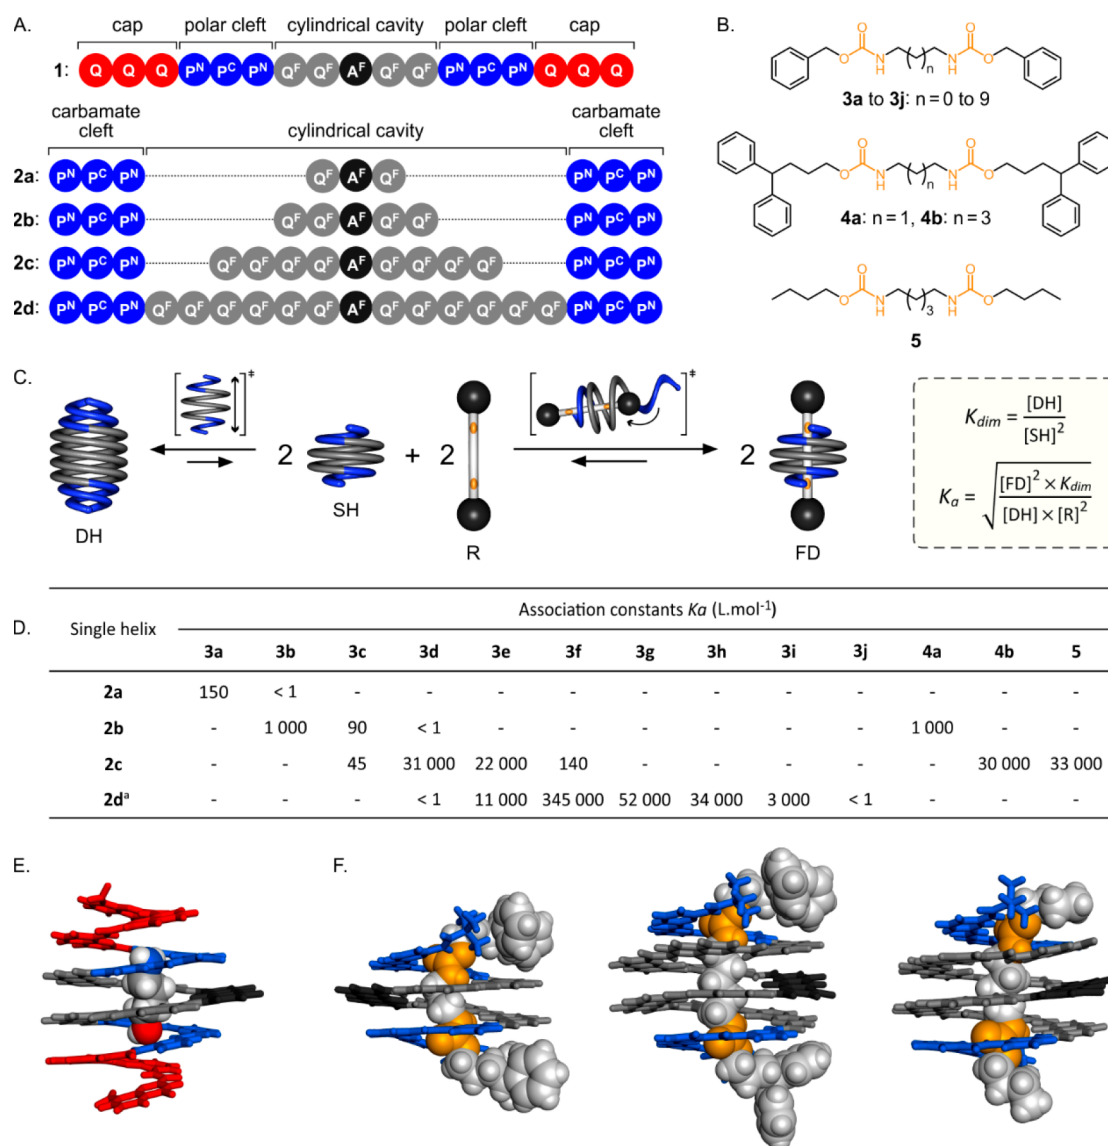 A.
cap polar cleft cylindrical cavity polar cleft cap
1: Q Q Q P^N P^C P^N Q^F Q^F A^F Q^F Q^F P^N P^C P^N Q Q Q
carbamate cleft cylindrical cavity carbamate cleft
2a: P^N P^C P^N Q^F A^F Q^F P^N P^C P^N
2b: P^N P^C P^N Q^F Q^F A^F Q^F Q^F P^N P^C P^N
2c: P^N P^C P^N Q^F Q^F Q^F Q^F A^F Q^F Q^F Q^F Q^F P^N P^C P^N
2d: P^N P^C P^N Q^F Q^F Q^F Q^F Q^F Q^F A^F Q^F Q^F Q^F Q^F Q^F Q^F P^N P^C P^N
B.
O O
O N H n N H O
3a to 3j: n = 0 to 9
O O
O N H n N H O
4a: n = 1, 4b: n = 3
O O
O N H 3 N H O
5
C.
‡ ‡
2 + 2 2
DH SH R FD
K_dim = [DH] / [SH]^2
K_a = √([FD]^2 × K_dim / [DH] × [R]^2)
D.
Single helix Association constants Ka (L.mol^-1)
3a 3b 3c 3d 3e 3f 3g 3h 3i 3j 4a 4b 5
2a 150 < 1 - - - - - - - - - - -
2b - 1 000 90 < 1 - - - - - - 1 000 - -
2c - - 45 31 000 22 000 140 - - - - - 30 000 33 000
2d^a - - - < 1 11 000 345 000 52 000 34 000 3 000 < 1 - - -
E. F.